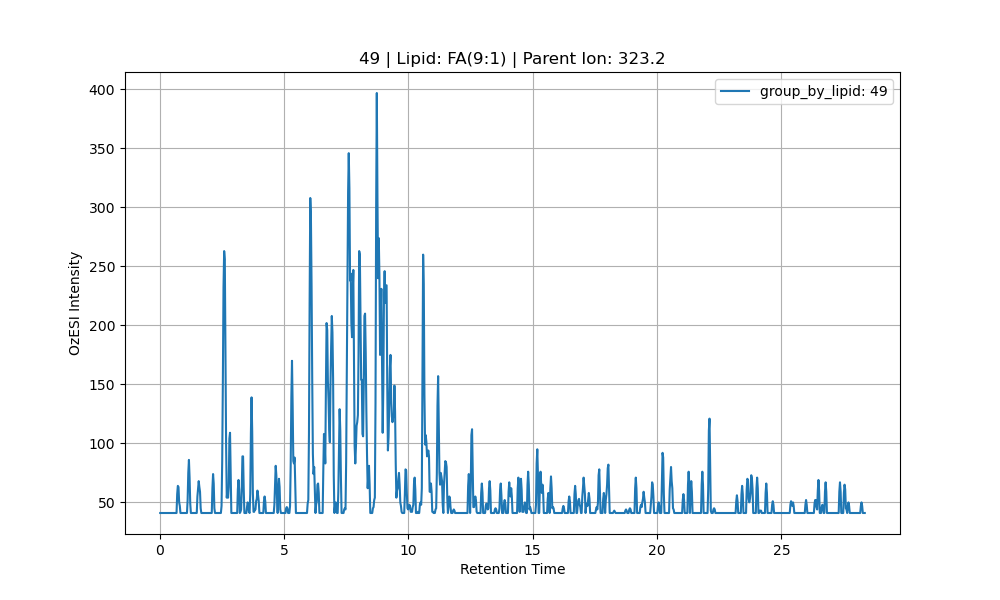 49 | Lipid: FA(9:1) | Parent Ion: 323.2
group_by_lipid: 49
OzESI Intensity
400
350
300
250
200
150
100
50
0 5 10 15 20 25
Retention Time